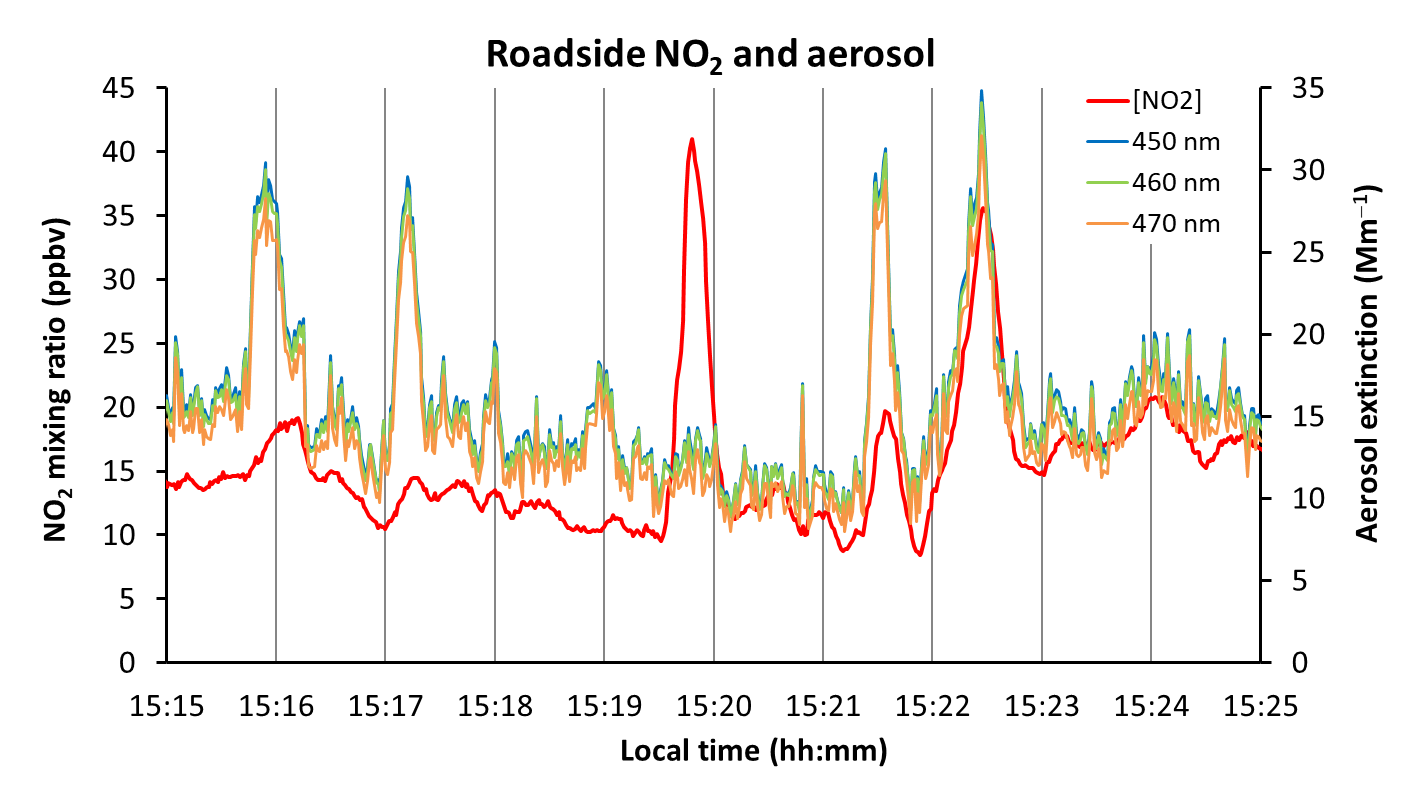 Roadside NO₂ and aerosol
[NO2]
450 nm
460 nm
470 nm
NO₂ mixing ratio (ppbv)
45
40
35
30
25
20
15
10
5
0
Aerosol extinction (Mm⁻¹)
35
30
25
20
15
10
5
0
15:15 15:16 15:17 15:18 15:19 15:20 15:21 15:22 15:23 15:24 15:25
Local time (hh:mm)